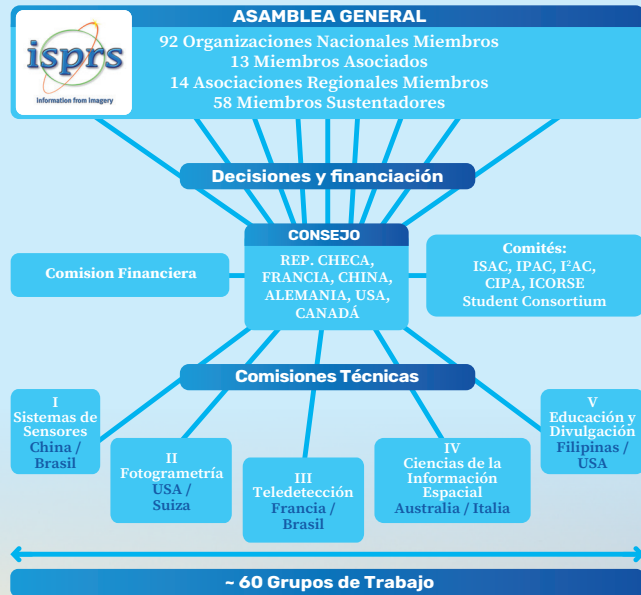 ASAMBLEA GENERAL
isprs
Information from Imagery
92 Organizaciones Nacionales Miembros
13 Miembros Asociados
14 Asociaciones Regionales Miembros
58 Miembros Sustentadores
Decisiones y financiación
CONSEJO
REP. CHECA,
FRANCIA, CHINA,
ALEMANIA, USA,
CANADÁ
Comision Financiera
Comités:
ISAC, IPAC, I²AC,
CIPA, ICORSE
Student Consortium
Comisiones Técnicas
I
Sistemas de
Sensores
China /
Brasil
II
Fotogrametría
USA /
Suiza
III
Teledetección
Francia /
Brasil
IV
Ciencias de la
Información
Espacial
Australia / Italia
V
Educación y
Divulgación
Filipinas /
USA
~ 60 Grupos de Trabajo